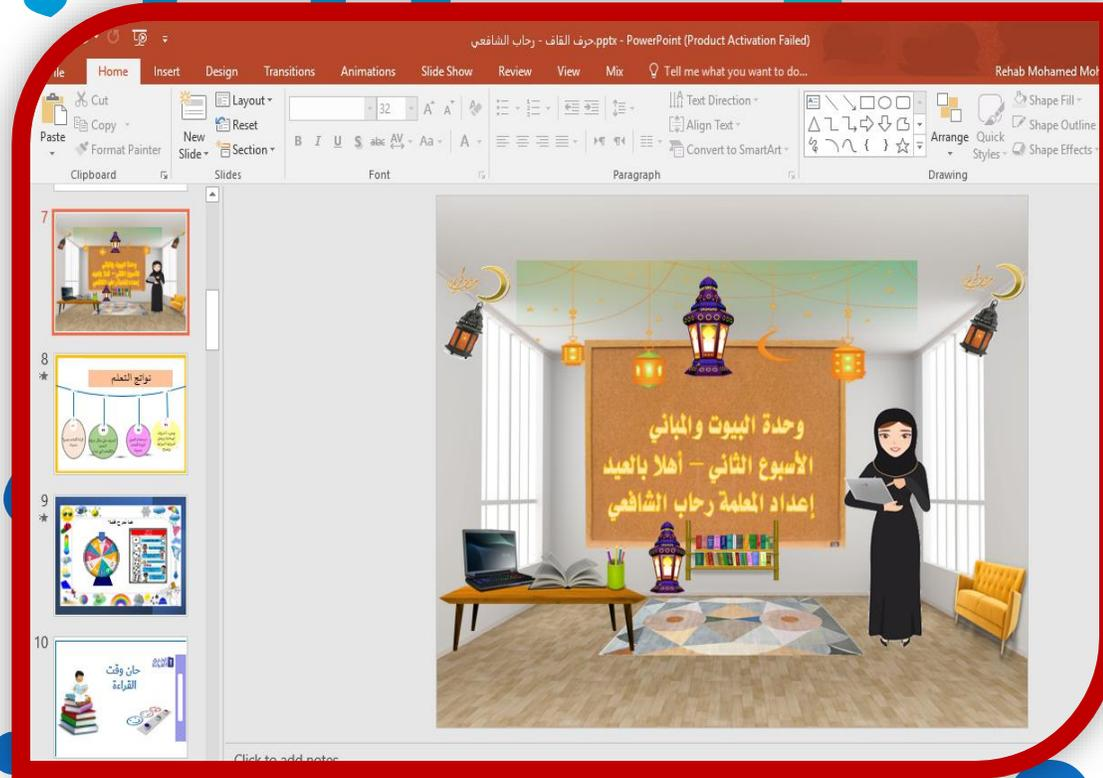 حرف القاف - رحاب الشافعي.pptx - PowerPoint (Product Activation Failed)
Home Insert Design Transitions Animations Slide Show Review View Mix Tell me what you want to do... Rehab Mohamed Moh
Paste
Cut
Copy
Format Painter
Clipboard
New Slide
Layout
Reset
Section
Slides
32
Font
Text Direction
Align Text
Convert to SmartArt
Paragraph
Arrange
Quick Styles
Shape Fill
Shape Outline
Shape Effects
Drawing
7
8
نواتج التعلم
9
10
حان وقت
القراءة
وحدة البيوت والمباني
الأسبوع الثاني – أهلا بالعيد
إعداد المعلمة رحاب الشافعي
Click to add notes